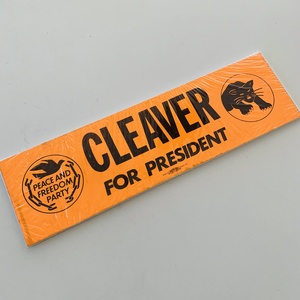 CLEAVER
FOR PRESIDENT
PEACE AND
FREEDOM
PARTY